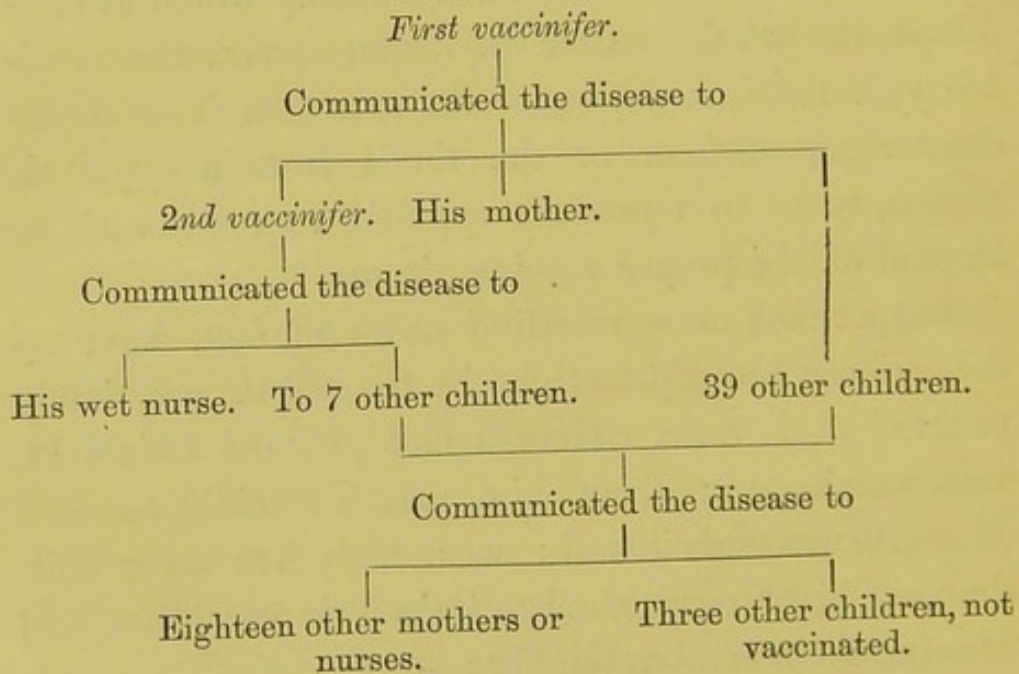 First vaccinifer.
Communicated the disease to
2nd vaccinifer. His mother.
Communicated the disease to
His wet nurse. To 7 other children. 39 other children.
Communicated the disease to
Eighteen other mothers or
nurses.
Three other children, not
vaccinated.